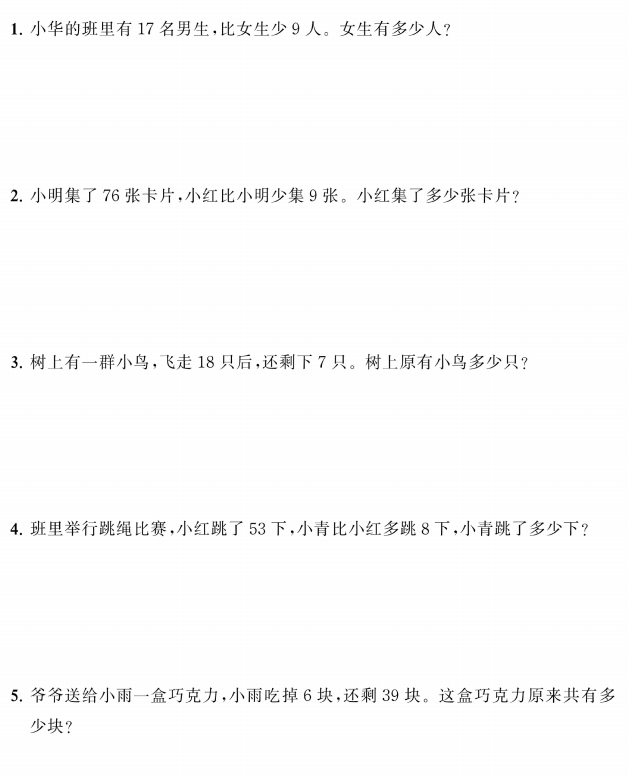 1. 小华的班里有 17 名男生,比女生少 9 人。女生有多少人?
2. 小明集了 76 张卡片,小红比小明少集 9 张。小红集了多少张卡片?
3. 树上有一群小鸟,飞走 18 只后,还剩下 7 只。树上原有小鸟多少只?
4. 班里举行跳绳比赛,小红跳了 53 下,小青比小红多跳 8 下,小青跳了多少下?
5. 爷爷送给小雨一盒巧克力,小雨吃掉 6 块,还剩 39 块。这盒巧克力原来共有多
少块?